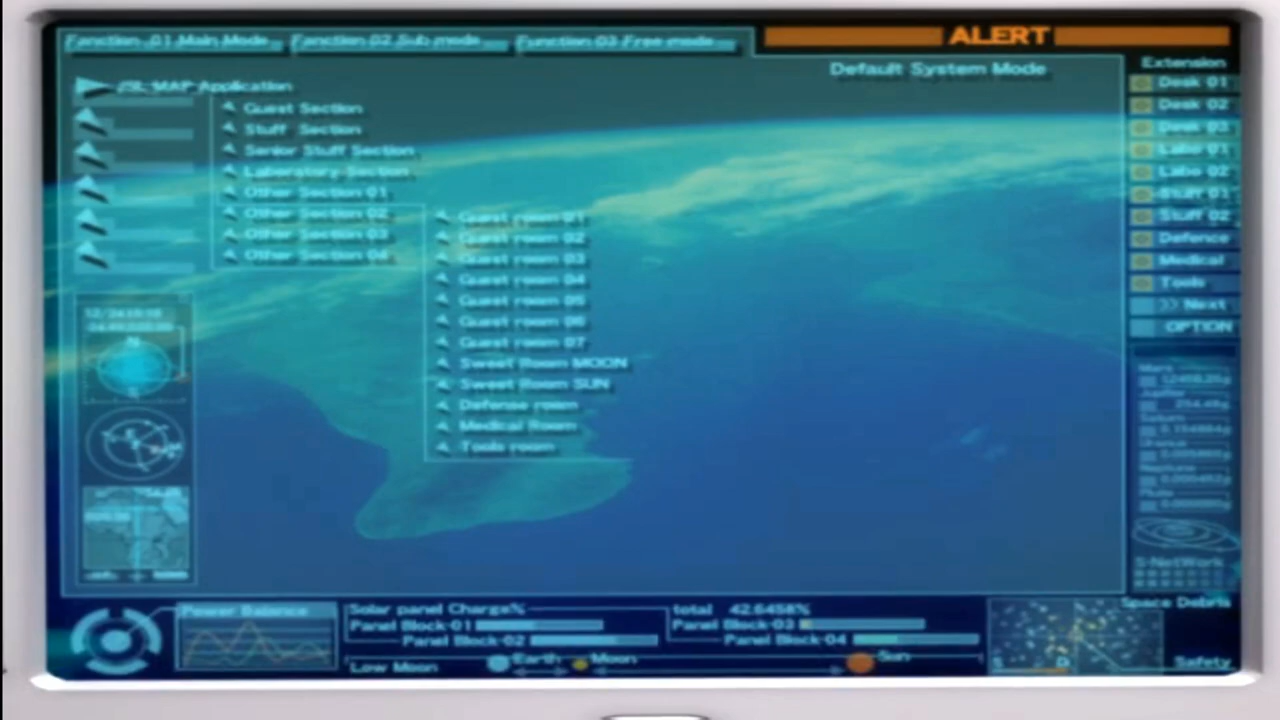 Fanction .01 Main Mode
Fanction 02 Sub mode
Function 03 Free mode
ALERT
Default System Mode
JSL MAP Application
Guest Section
Stuff Section
Senior Stuff Section
Laboratory Section
Other Section 01
Other Section 02
Other Section 03
Other Section 04
Guest room 01
Guest room 02
Guest room 03
Guest room 04
Guest room 05
Guest room 06
Guest room 07
Sweet Room MOON
Sweet Room SUN
Defense room
Medical Room
Tools room
Extension
Desk 01
Desk 02
Desk 03
Labo 01
Labo 02
Stuff 01
Stuff 02
Defence
Medical
Tools
>> Next
OPTION
Mars
Jupiter
Saturn
Uranus
Neptune
Pluto
S-NetWork
Power Balance
Solar panel Charge%
Panel Block-01
Panel Block-02
total 42.6458%
Panel Block-03
Panel Block-04
Low Moon
Earth
Moon
Sun
Space Debris
S D
Safety